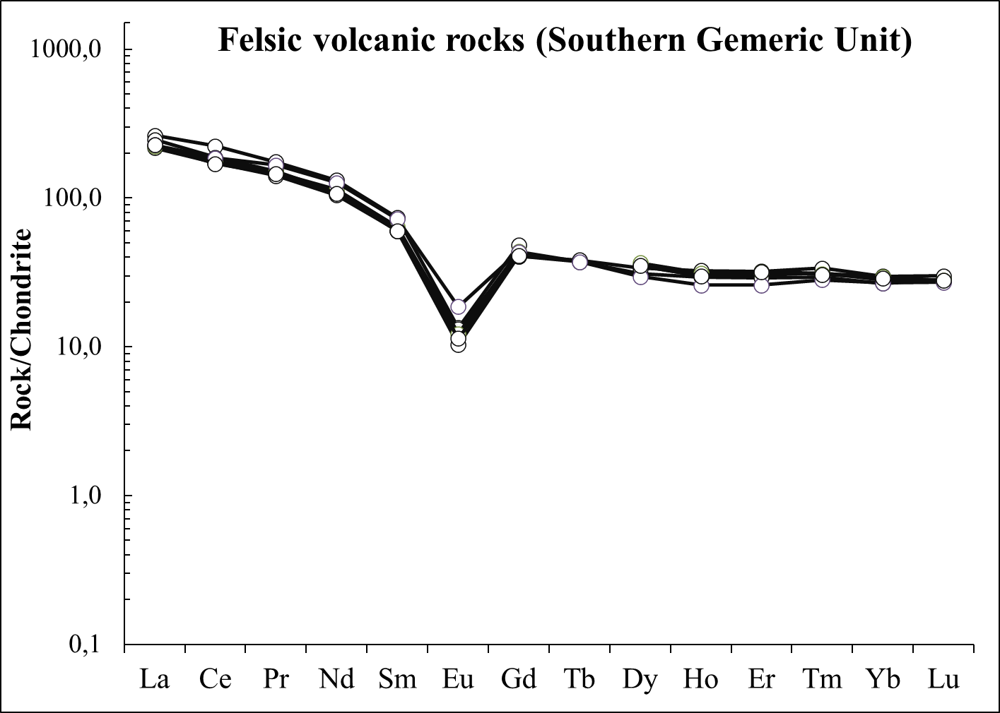 Felsic volcanic rocks (Southern Gemeric Unit)
1000,0
100,0
10,0
1,0
0,1
Rock/Chondrite
La Ce Pr Nd Sm Eu Gd Tb Dy Ho Er Tm Yb Lu